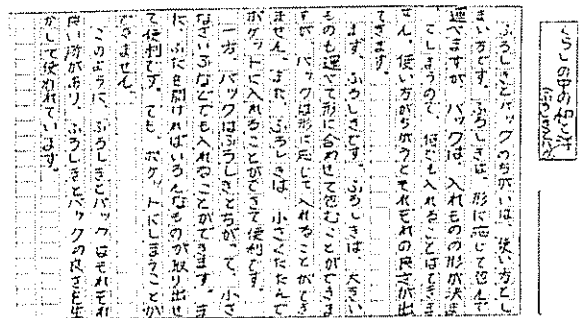 くらしの中の和と洋
ふろしきとバッグのちがいは、使い方とし
まい方です。ふろしきは、形に応じて包んで
運べますが、バッグは、入れものの形が決ま
てしまうので、何でも入れることはできま
せん。使い方がちがうとそれぞれの良さが出
てきます。
まず、ふろしきです。ふろしきは、大きい
ものも運べて形に合わせて包むことができま
すが、バッグは形に応じて入れることができ
ません。また、ふろしきは、小さくたたんで
ポケットに入れることができて便利です。
一方、バッグはふろしきとちがって、小さ
なさいふなどでも入れることができます。ま
た、ふたを開ければいろんなものが取り出せ
て便利です。でも、ポケットにしまうことが
できません。
このように、ふろしきとバッグはそれぞれ
良い所があり、ふろしきとバッグの良さを生
かして使われています。